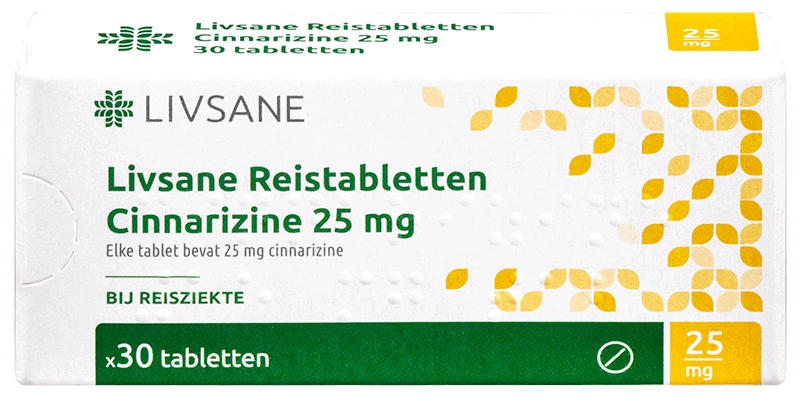 Livsane Reistabletten
Cinnarizine 25 mg
30 tabletten
25
mg
LIVSANE
Livsane Reistabletten
Cinnarizine 25 mg
Elke tablet bevat 25 mg cinnarizine
BIJ REISZIEKTE
x30 tabletten
25
mg